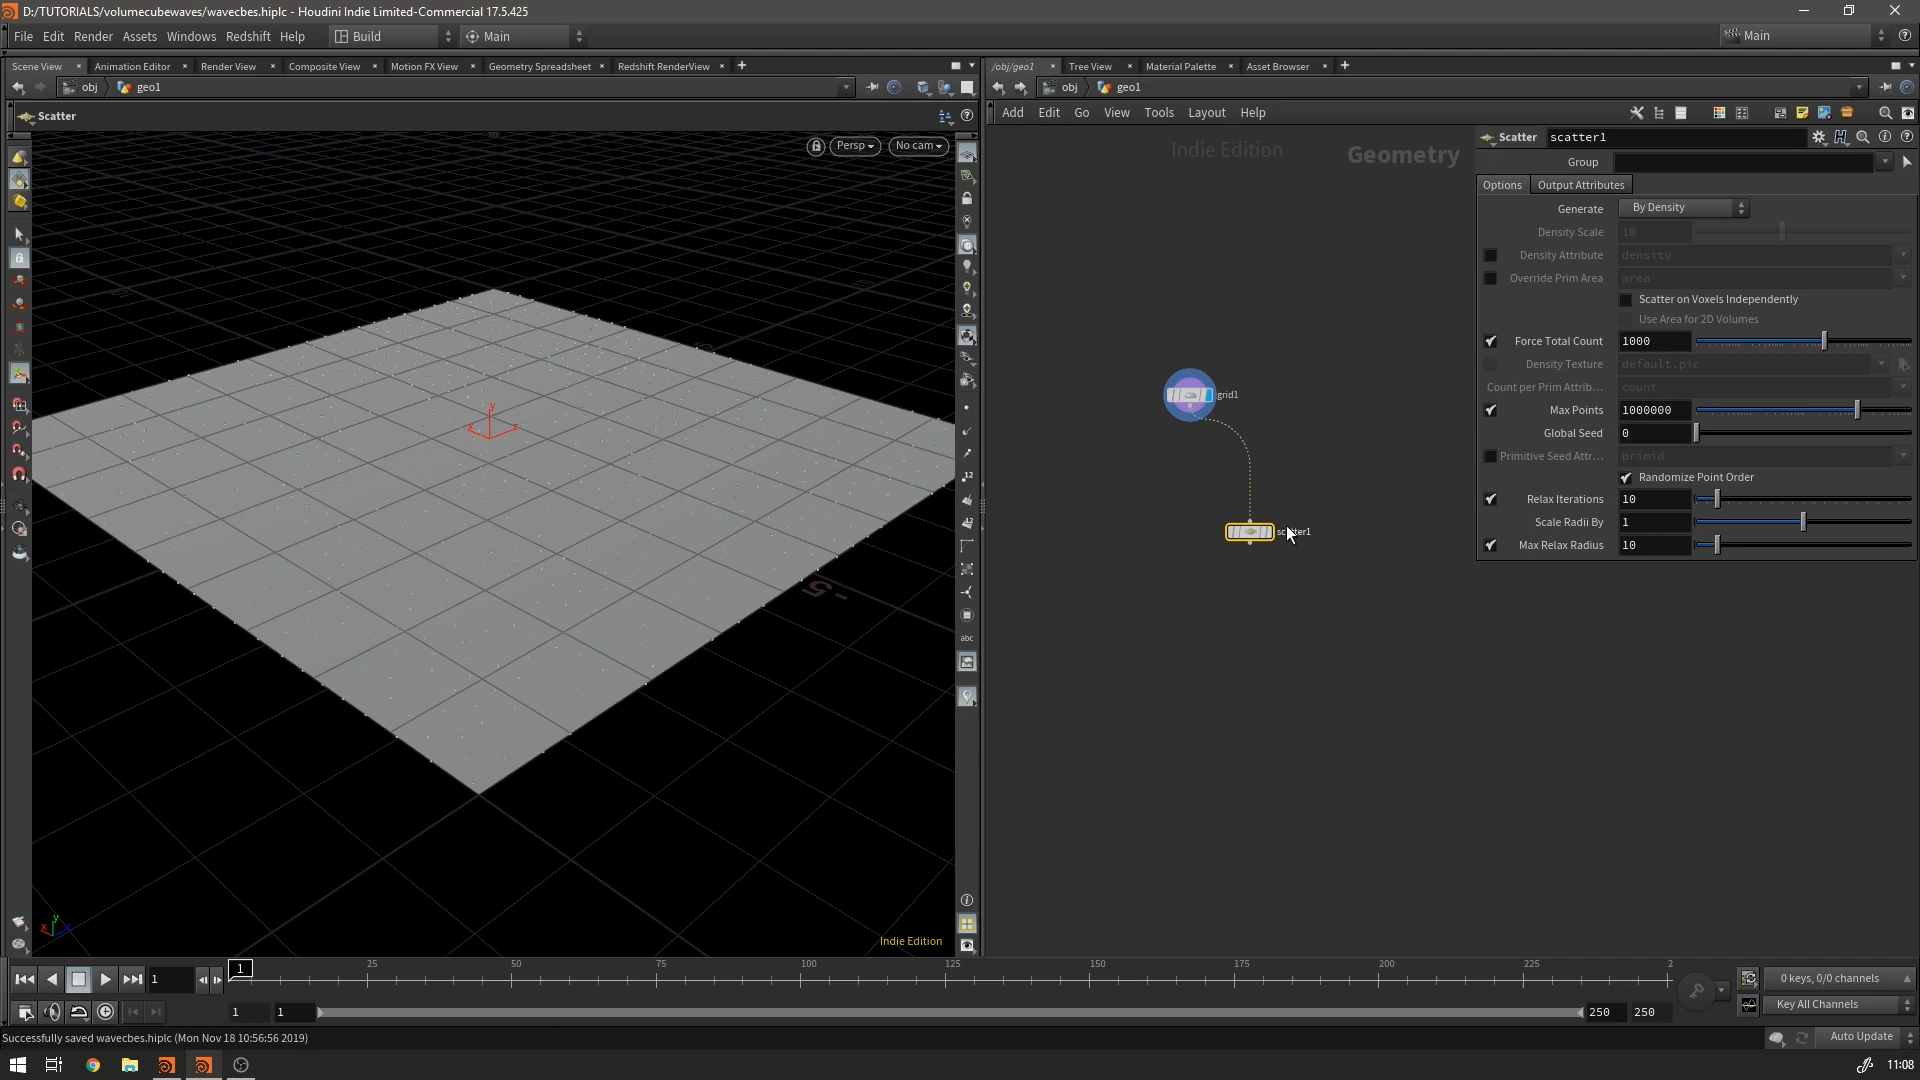 D:/TUTORIALS/volumecubewaves/wavecbes.hiplc - Houdini Indie Limited-Commercial 17.5.425
File Edit Render Assets Windows Redshift Help Build Main Main
Scene View Animation Editor Render View Composite View Motion FX View Geometry Spreadsheet Redshift RenderView
/obj/geo1 Tree View Material Palette Asset Browser
obj geo1
obj geo1
Scatter
Add Edit Go View Tools Layout Help
Persp No cam
Indie Edition Geometry
Scatter scatter1
Group
Options Output Attributes
Generate By Density
Density Scale 10
Density Attribute density
Override Prim Area area
Scatter on Voxels Independently
Use Area for 2D Volumes
Force Total Count 1000
Density Texture default.pic
Count per Prim Attrib... count
Max Points 1000000
Global Seed 0
Primitive Seed Attr... primid
Randomize Point Order
Relax Iterations 10
Scale Radii By 1
Max Relax Radius 10
grid1
y
x z
12
12
abc
-5
y
x
Indie Edition
1 1 25 50 75 100 125 150 175 200 225 2
0 keys, 0/0 channels
1 1 250 250
Key All Channels
Successfully saved wavecbes.hiplc (Mon Nov 18 10:56:56 2019)
Auto Update
11:08